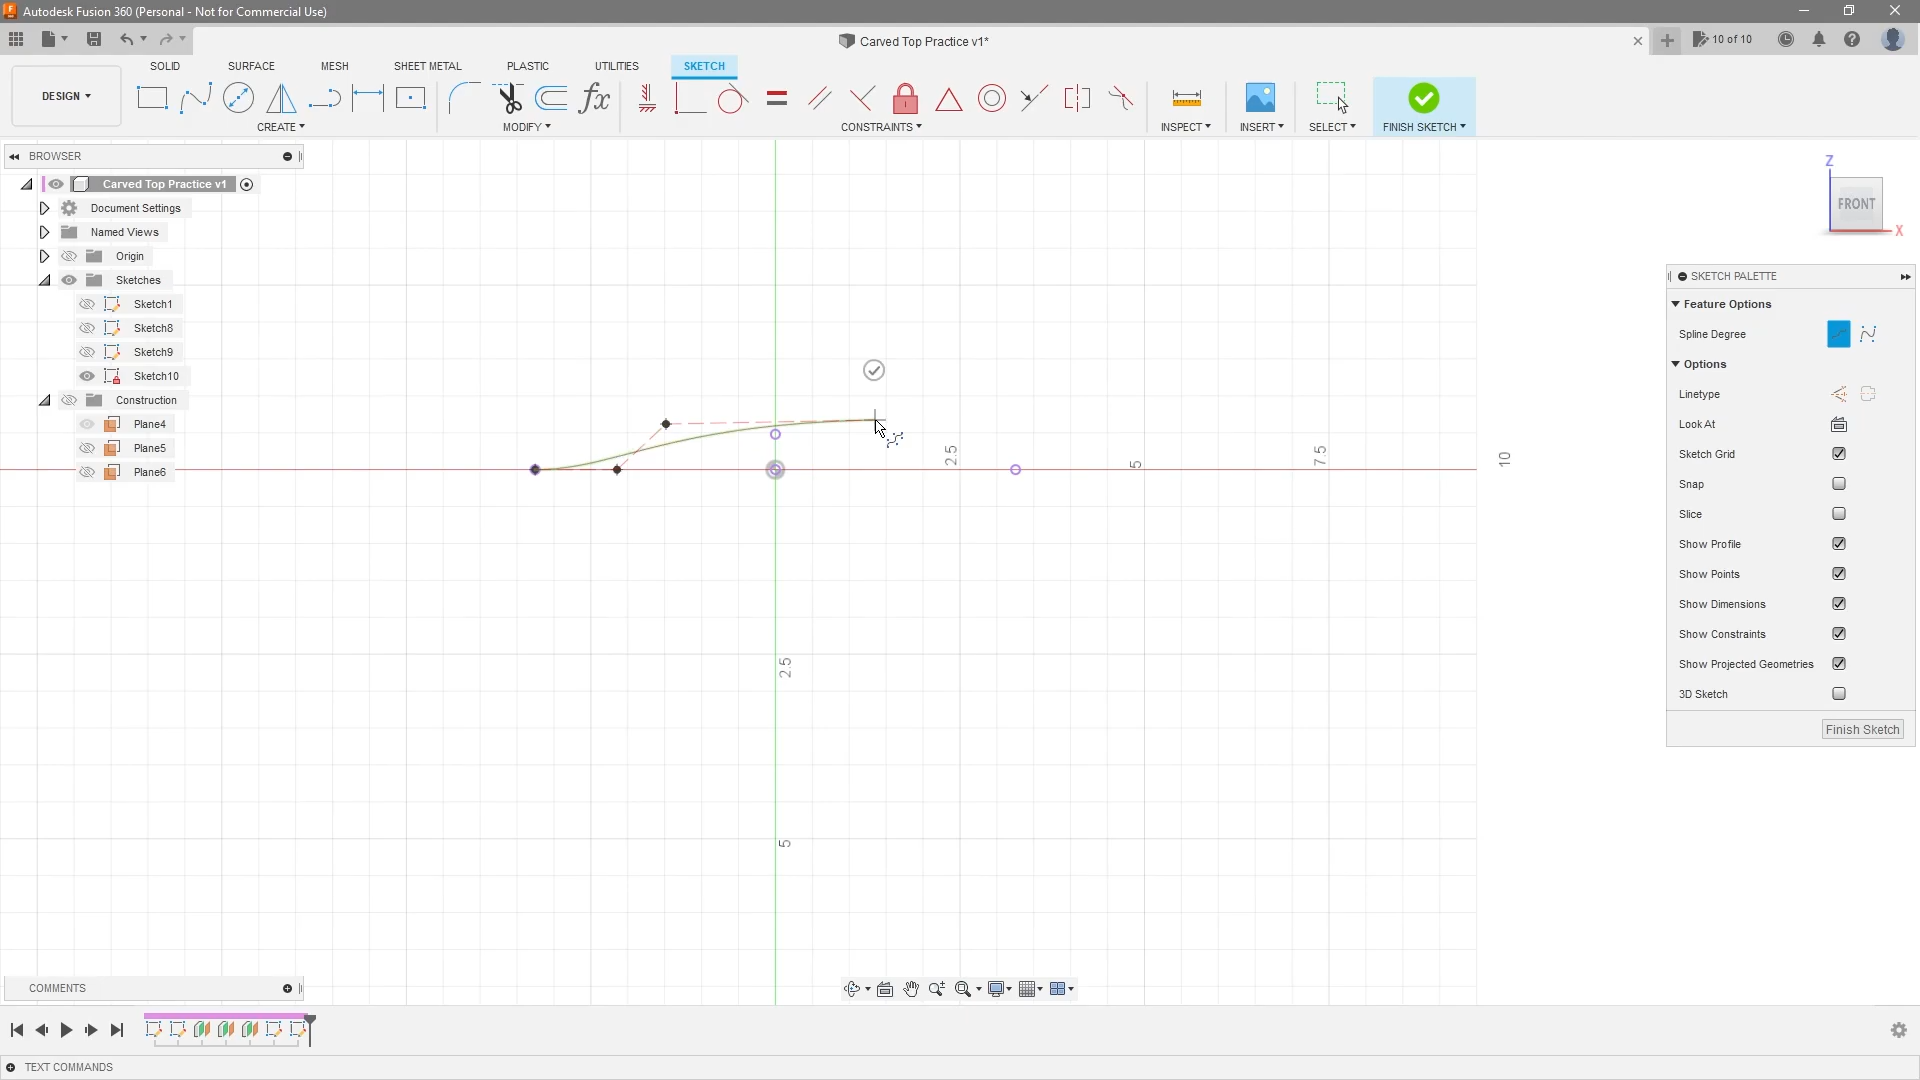 Autodesk Fusion 360 (Personal - Not for Commercial Use)
Carved Top Practice v1*
10 of 10
SOLID
SURFACE
MESH
SHEET METAL
PLASTIC
UTILITIES
SKETCH
DESIGN
CREATE
MODIFY
CONSTRAINTS
INSPECT
INSERT
SELECT
FINISH SKETCH
BROWSER
Carved Top Practice v1
Document Settings
Named Views
Origin
Sketches
Sketch1
Sketch8
Sketch9
Sketch10
Construction
Plane4
Plane5
Plane6
Z
FRONT
X
2.5
5
7.5
10
2.5
5
SKETCH PALETTE
Feature Options
Spline Degree
Options
Linetype
Look At
Sketch Grid
Snap
Slice
Show Profile
Show Points
Show Dimensions
Show Constraints
Show Projected Geometries
3D Sketch
Finish Sketch
COMMENTS
TEXT COMMANDS